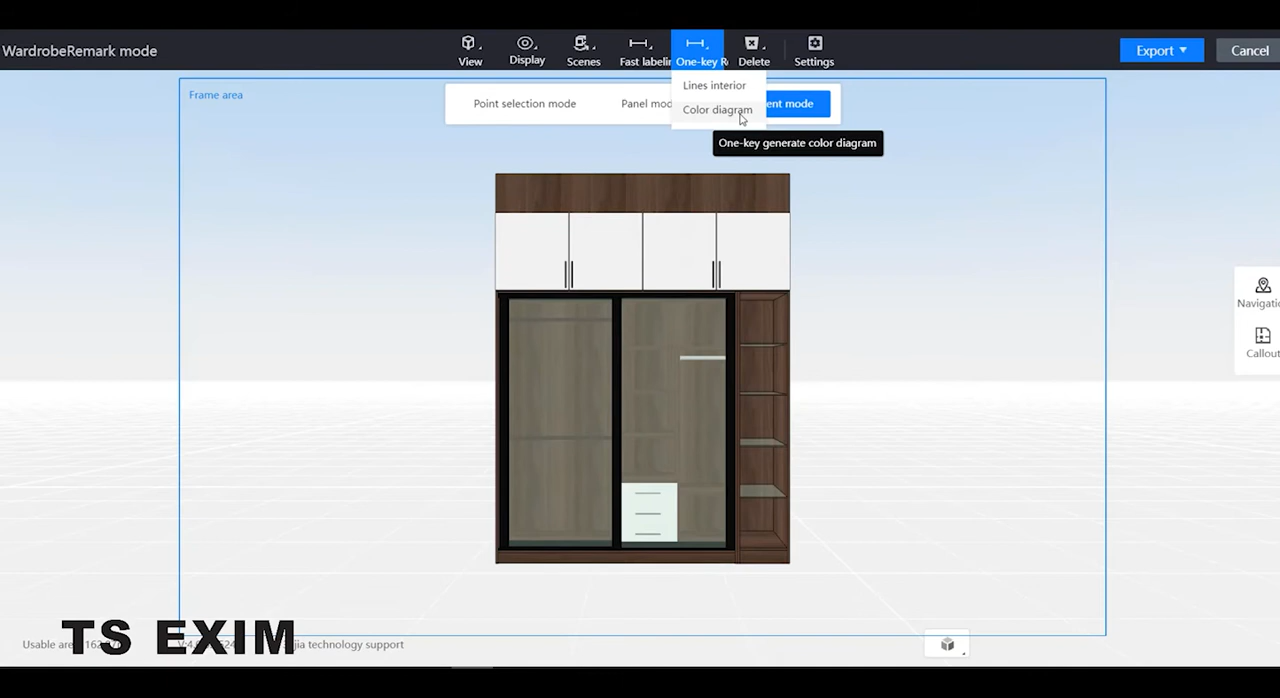 WardrobeRemark mode
View
Display
Scenes
Fast labelin
One-key R
Delete
Settings
Export
Cancel
Frame area
Point selection mode
Panel mod
ent mode
Lines interior
Color diagram
One-key generate color diagram
Navigatio
Callout
TS EXIM
Usable are
jia technology support